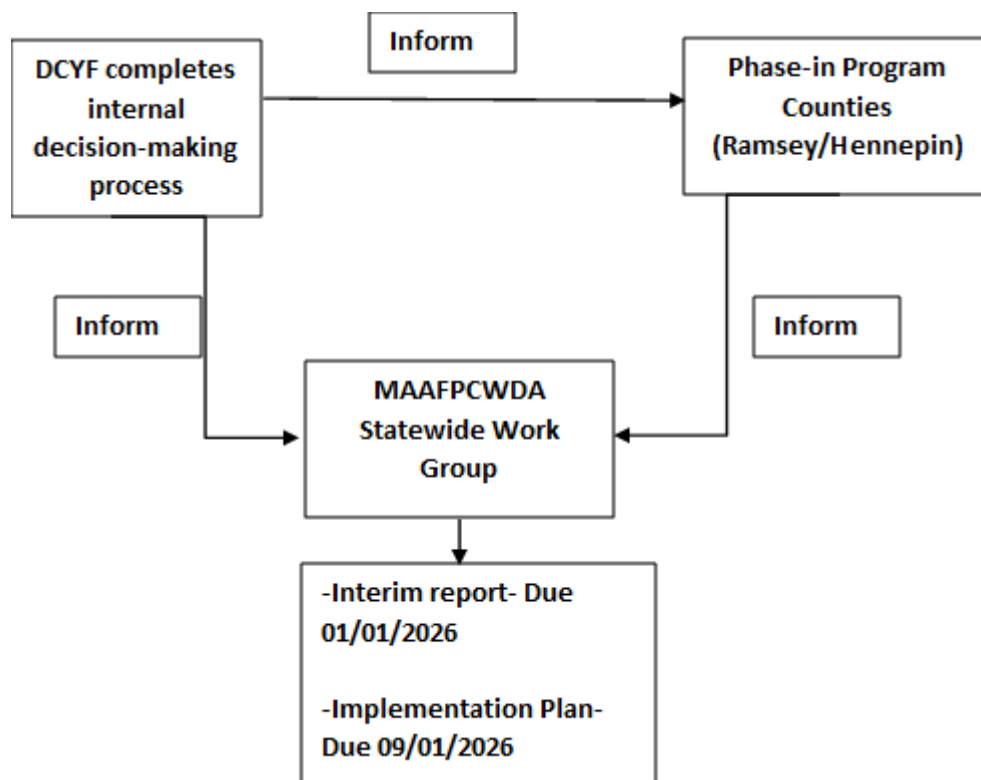 Inform
DCYF completes
internal
decision-making
process
Phase-in Program
Counties
(Ramsey/Hennepin)
Inform
Inform
MAAFPCWDA
Statewide Work
Group
-Interim report- Due
01/01/2026
-Implementation Plan-
Due 09/01/2026